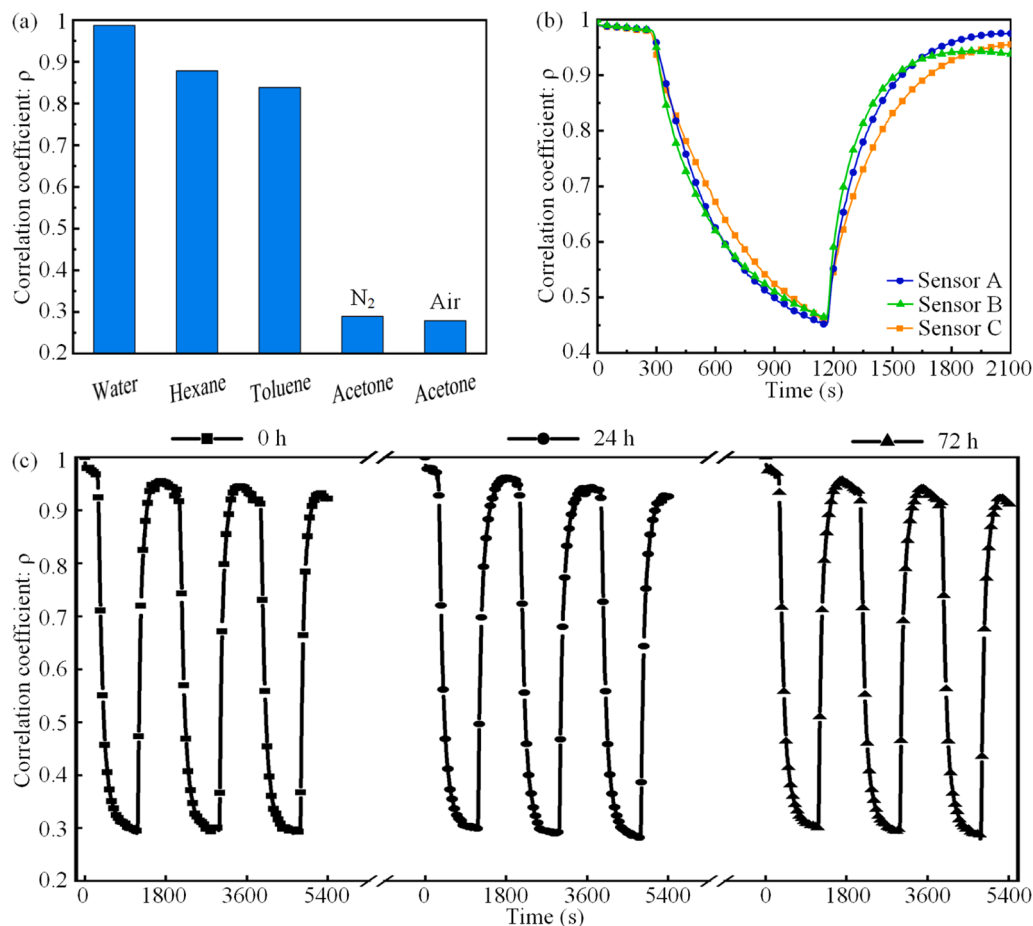 (a)
Correlation coefficient: ρ
1
0.9
0.8
0.7
0.6
0.5
0.4
0.3
0.2
N₂
Air
Water
Hexane
Toluene
Acetone
Acetone
(b)
Correlation coefficient: ρ
1
0.9
0.8
0.7
0.6
0.5
0.4
Sensor A
Sensor B
Sensor C
0 300 600 900 1200 1500 1800 2100
Time (s)
0 h
24 h
72 h
(c)
Correlation coefficient: ρ
1
0.9
0.8
0.7
0.6
0.5
0.4
0.3
0.2
0 1800 3600 5400 0 1800 3600 5400 0 1800 3600 5400
Time (s)